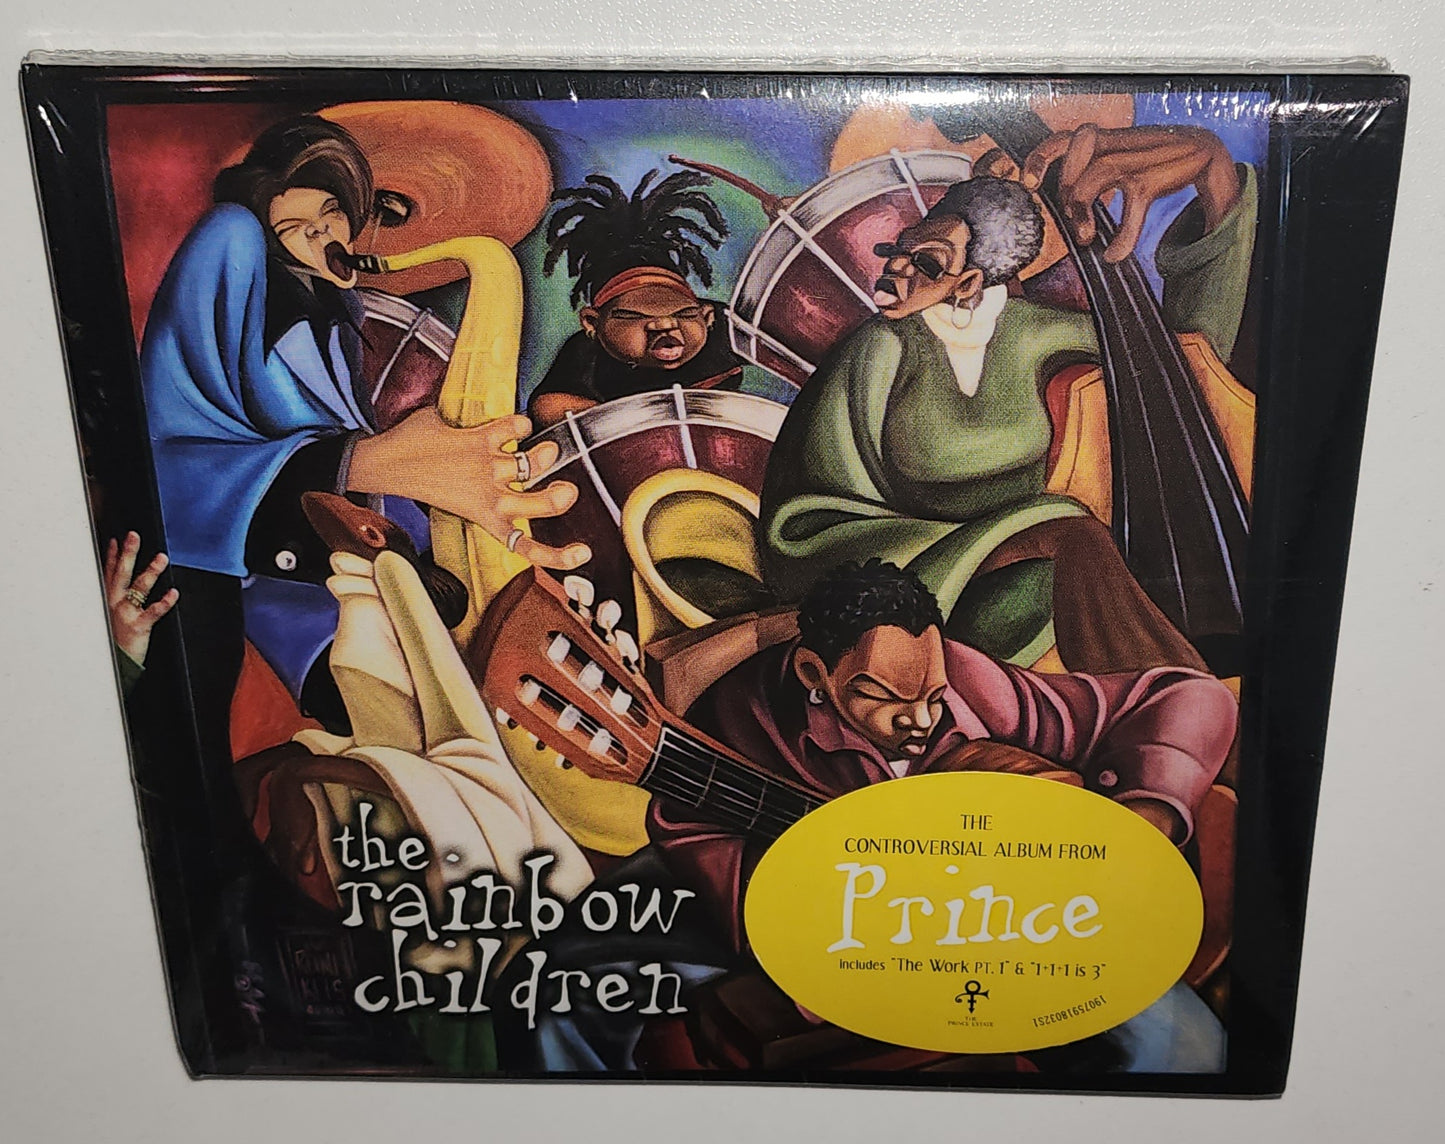 the
rainbow
children
THE
CONTROVERSIAL ALBUM FROM
Prince
includes "The Work PT. 1" & "1+1+1 is 3"
THE
PRINCE ESTATE
19075918032S1